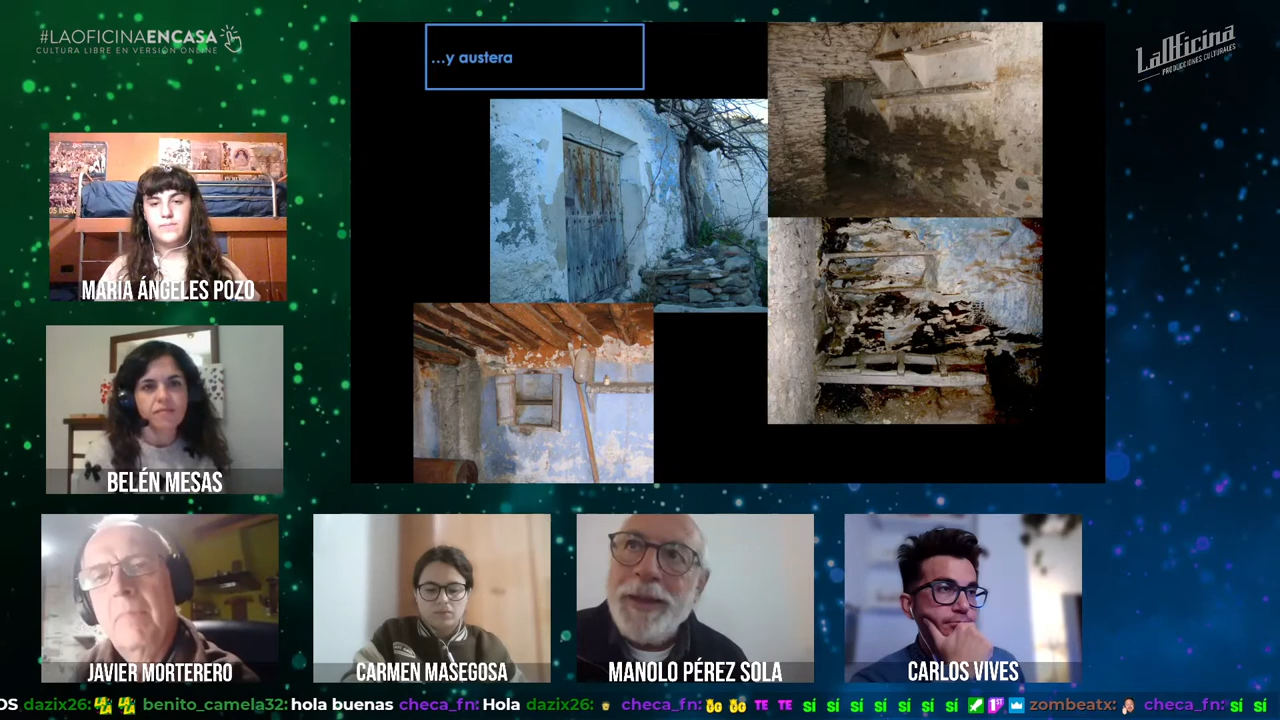 #LAOFICINAENCASA
CULTURA LIBRE EN VERSIÓN ONLINE
...y austera
LaOficina
PRODUCCIONES CULTURALES
MARÍA ÁNGELES POZO
BELÉN MESAS
JAVIER MORTERERO
CARMEN MASEGOSA
MANOLO PÉREZ SOLA
CARLOS VIVES
OS dazix26: benito_camela32: hola buenas checa_fn: Hola dazix26: checa_fn: TE TE sí sí sí sí sí sí sí 1st zombeatx: checa_fn: sí sí